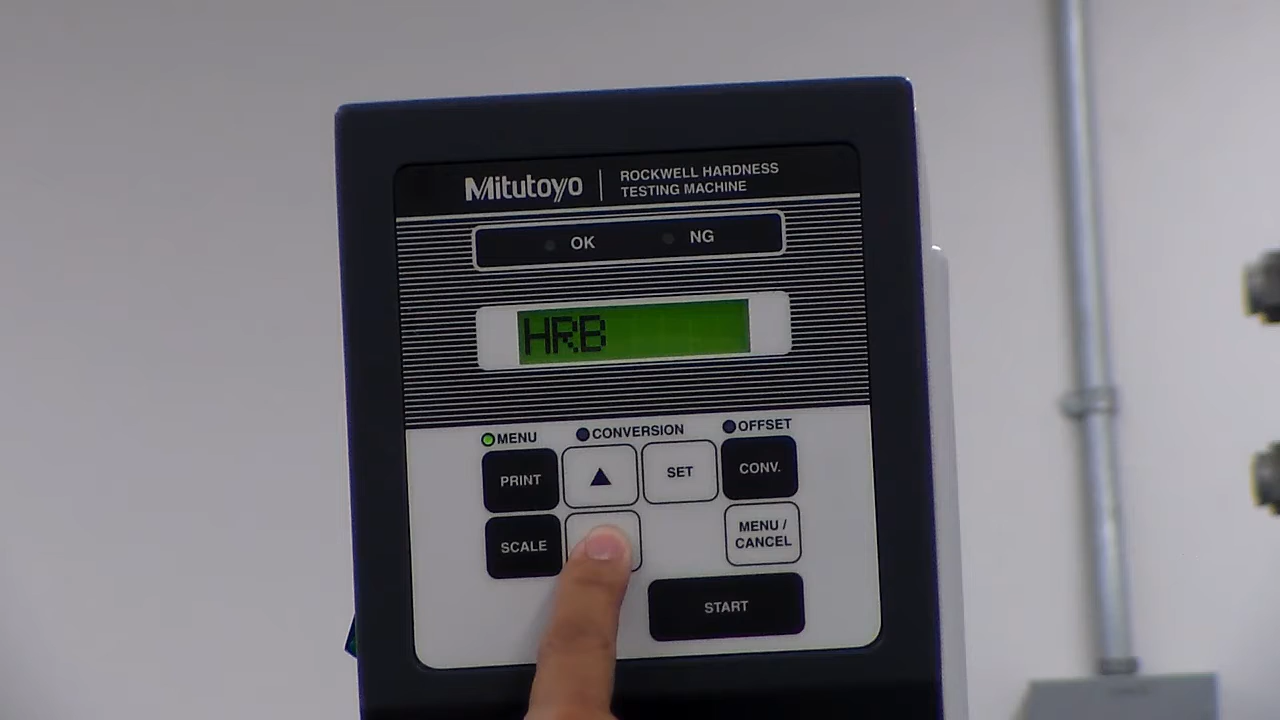 Mitutoyo
ROCKWELL HARDNESS
TESTING MACHINE
OK NG
HRB
MENU CONVERSION OFFSET
PRINT ▲ SET CONV.
SCALE MENU / CANCEL
START